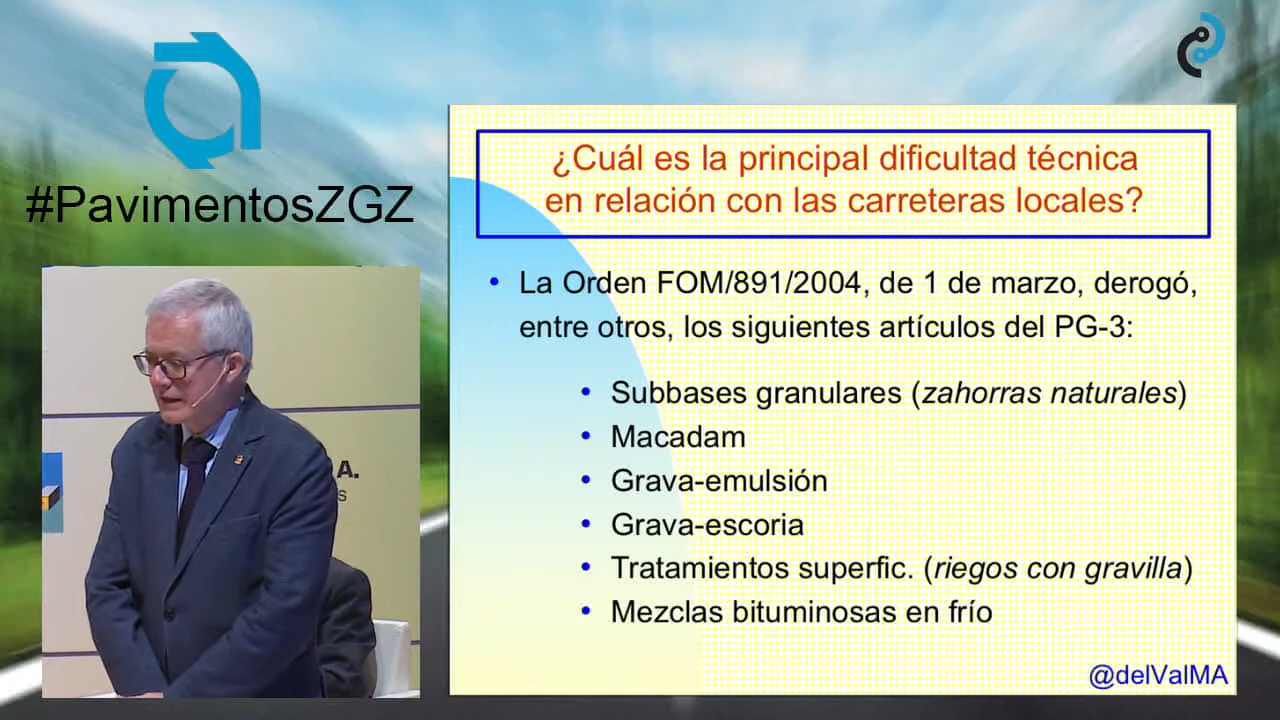 #PavimentosZGZ
A.
s
¿Cuál es la principal dificultad técnica
en relación con las carreteras locales?
• La Orden FOM/891/2004, de 1 de marzo, derogó,
entre otros, los siguientes artículos del PG-3:
• Subbases granulares (zahorras naturales)
• Macadam
• Grava-emulsión
• Grava-escoria
• Tratamientos superfic. (riegos con gravilla)
• Mezclas bituminosas en frío
@delValMA